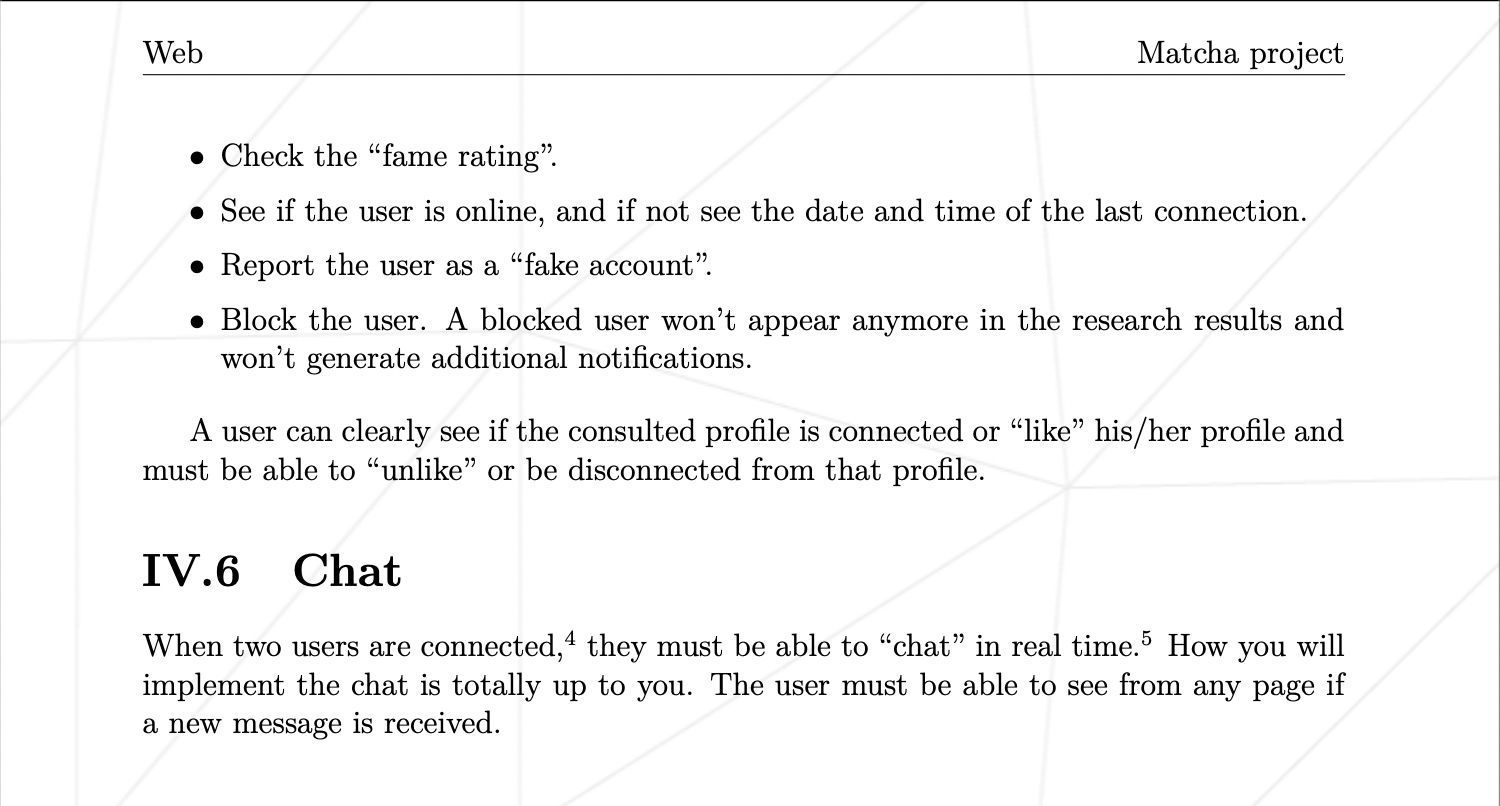 Web Matcha project
• Check the “fame rating”.
• See if the user is online, and if not see the date and time of the last connection.
• Report the user as a “fake account”.
• Block the user. A blocked user won’t appear anymore in the research results and
won’t generate additional notifications.
A user can clearly see if the consulted profile is connected or “like” his/her profile and
must be able to “unlike” or be disconnected from that profile.
IV.6 Chat
When two users are connected,⁴ they must be able to “chat” in real time.⁵ How you will
implement the chat is totally up to you. The user must be able to see from any page if
a new message is received.